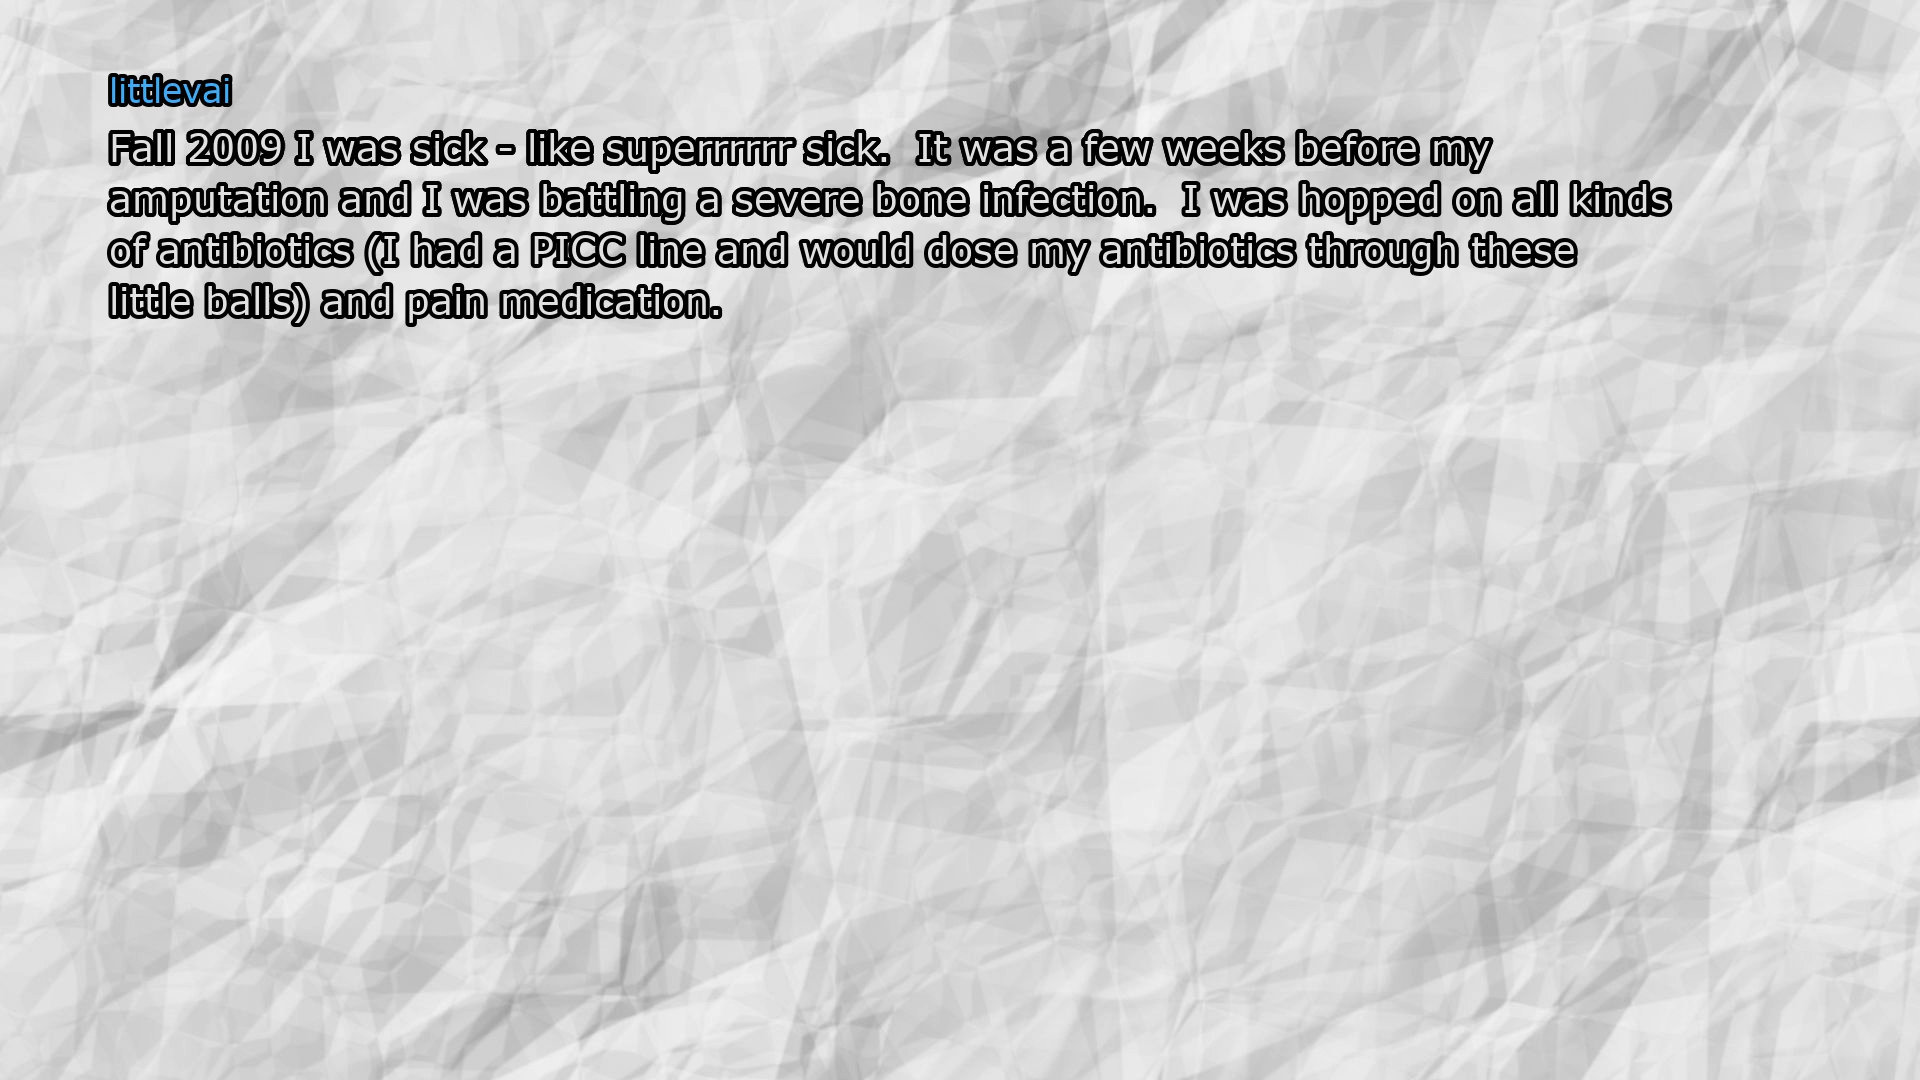 littlevai
Fall 2009 I was sick - like superrrrrrr sick.  It was a few weeks before my
amputation and I was battling a severe bone infection.  I was hopped on all kinds
of antibiotics (I had a PICC line and would dose my antibiotics through these
little balls) and pain medication.